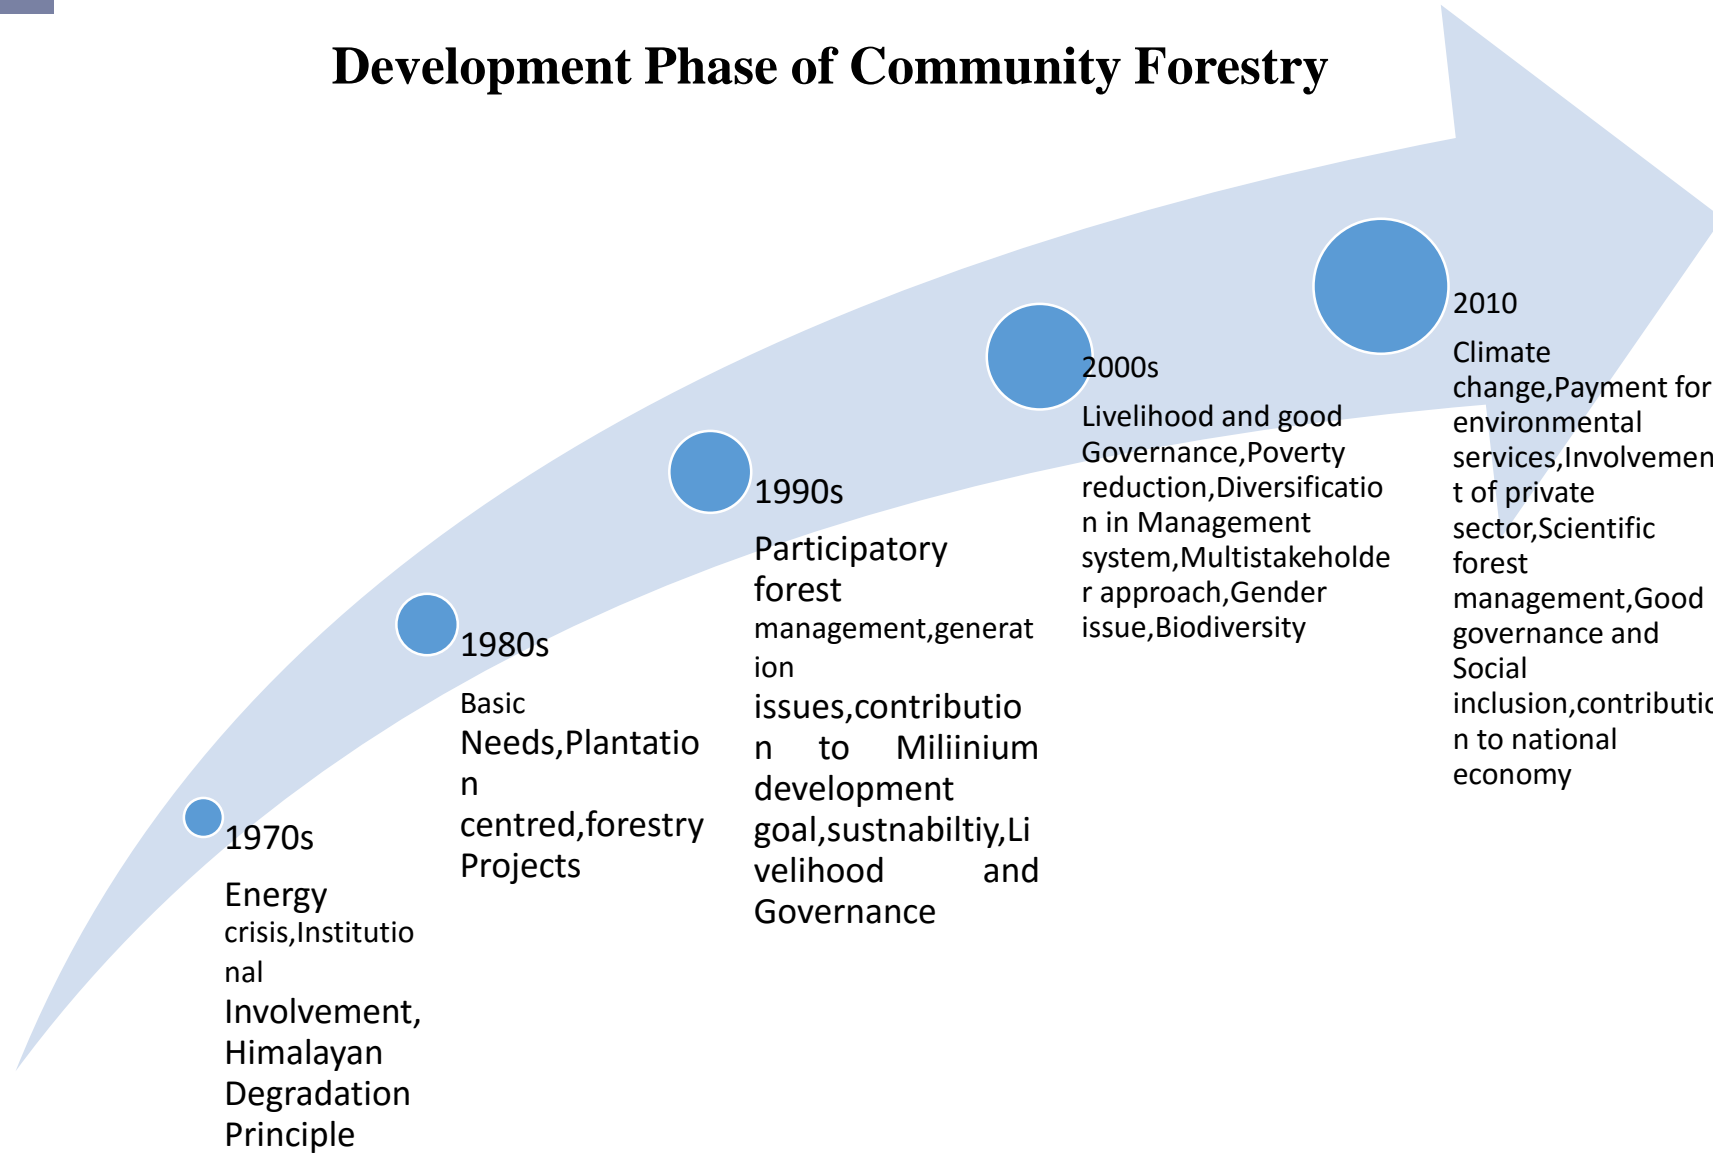 Development Phase of Community Forestry
1970s
Energy
crisis,Institutio
nal
Involvement,
Himalayan
Degradation
Principle
1980s
Basic
Needs,Plantatio
n
centred,forestry
Projects
1990s
Participatory
forest
management,generat
ion
issues,contributio
n to Miliinium
development
goal,sustnabiltiy,Li
velihood and
Governance
2000s
Livelihood and good
Governance,Poverty
reduction,Diversificatio
n in Management
system,Multistakeholde
r approach,Gender
issue,Biodiversity
2010
Climate
change,Payment for
environmental
services,Involvemen
t of private
sector,Scientific
forest
management,Good
governance and
Social
inclusion,contributio
n to national
economy